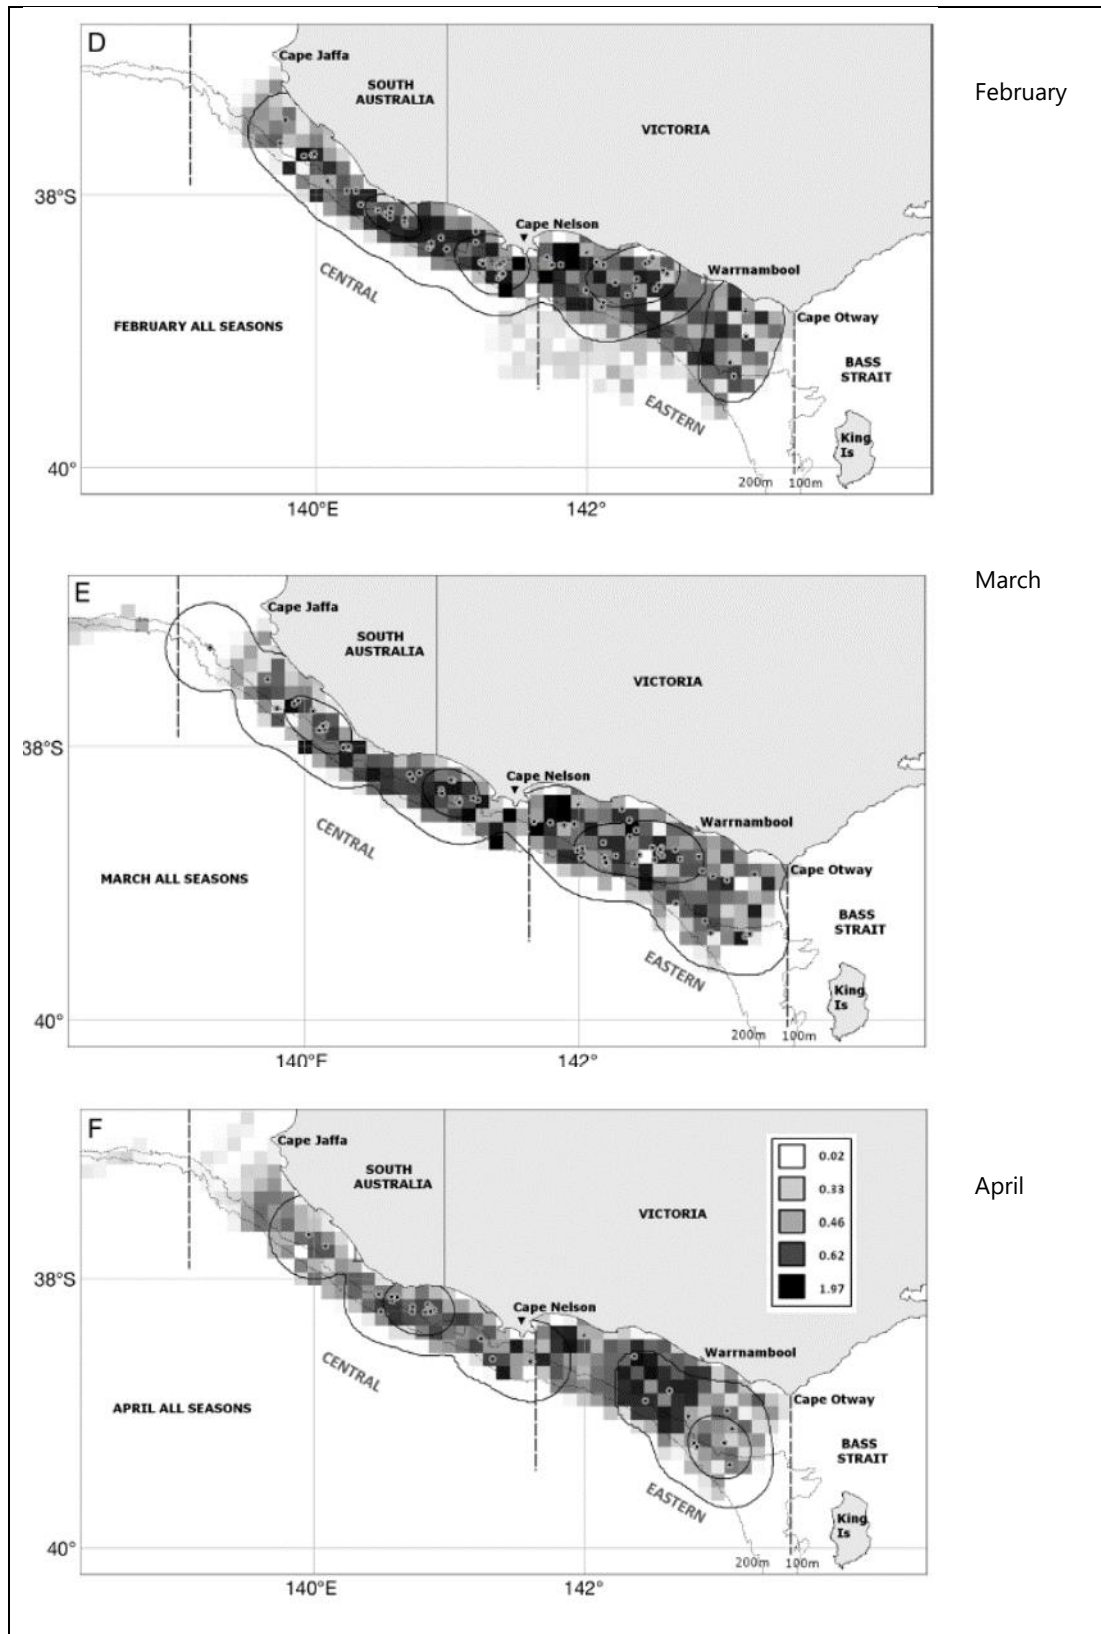 D
Cape Jaffa
SOUTH
AUSTRALIA
VICTORIA
February
38°S
Cape Nelson
CENTRAL
Warrnambool
FEBRUARY ALL SEASONS
Cape Otway
BASS
STRAIT
EASTERN
King
Is
40°
200m 100m
140°E
142°
E
Cape Jaffa
SOUTH
AUSTRALIA
VICTORIA
March
38°S
Cape Nelson
CENTRAL
Warrnambool
MARCH ALL SEASONS
Cape Otway
BASS
STRAIT
EASTERN
King
Is
40°
200m 100m
140°E
142°
F
Cape Jaffa
SOUTH
AUSTRALIA
VICTORIA
0.02
0.33
0.46
0.62
1.97
April
38°S
Cape Nelson
CENTRAL
Warrnambool
APRIL ALL SEASONS
Cape Otway
BASS
STRAIT
EASTERN
King
Is
40°
200m 100m
140°E
142°